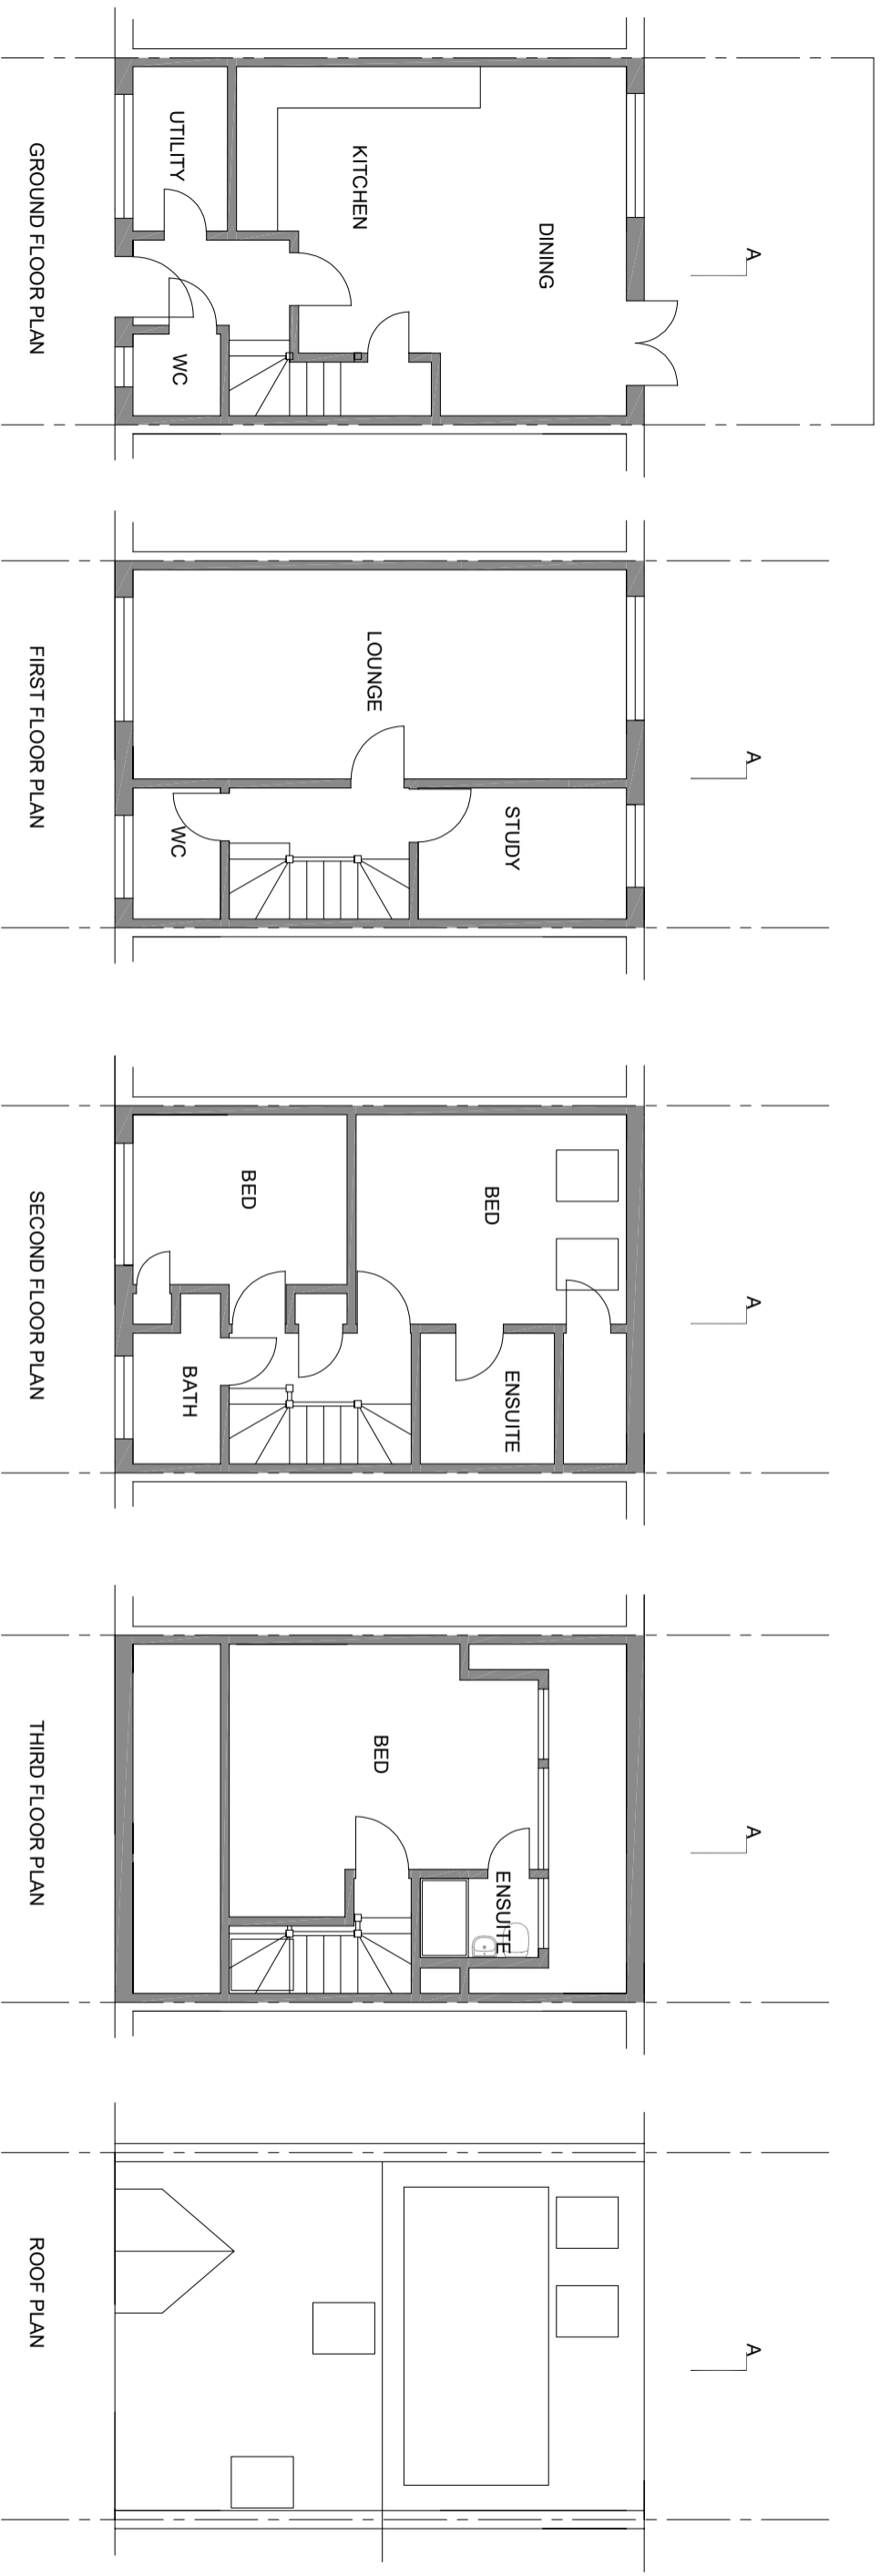 A
DINING
KITCHEN
UTILITY
WC
GROUND FLOOR PLAN
A
LOUNGE
STUDY
WC
FIRST FLOOR PLAN
A
BED
BED
ENSUITE
BATH
SECOND FLOOR PLAN
A
BED
ENSUITE
THIRD FLOOR PLAN
A
ROOF PLAN